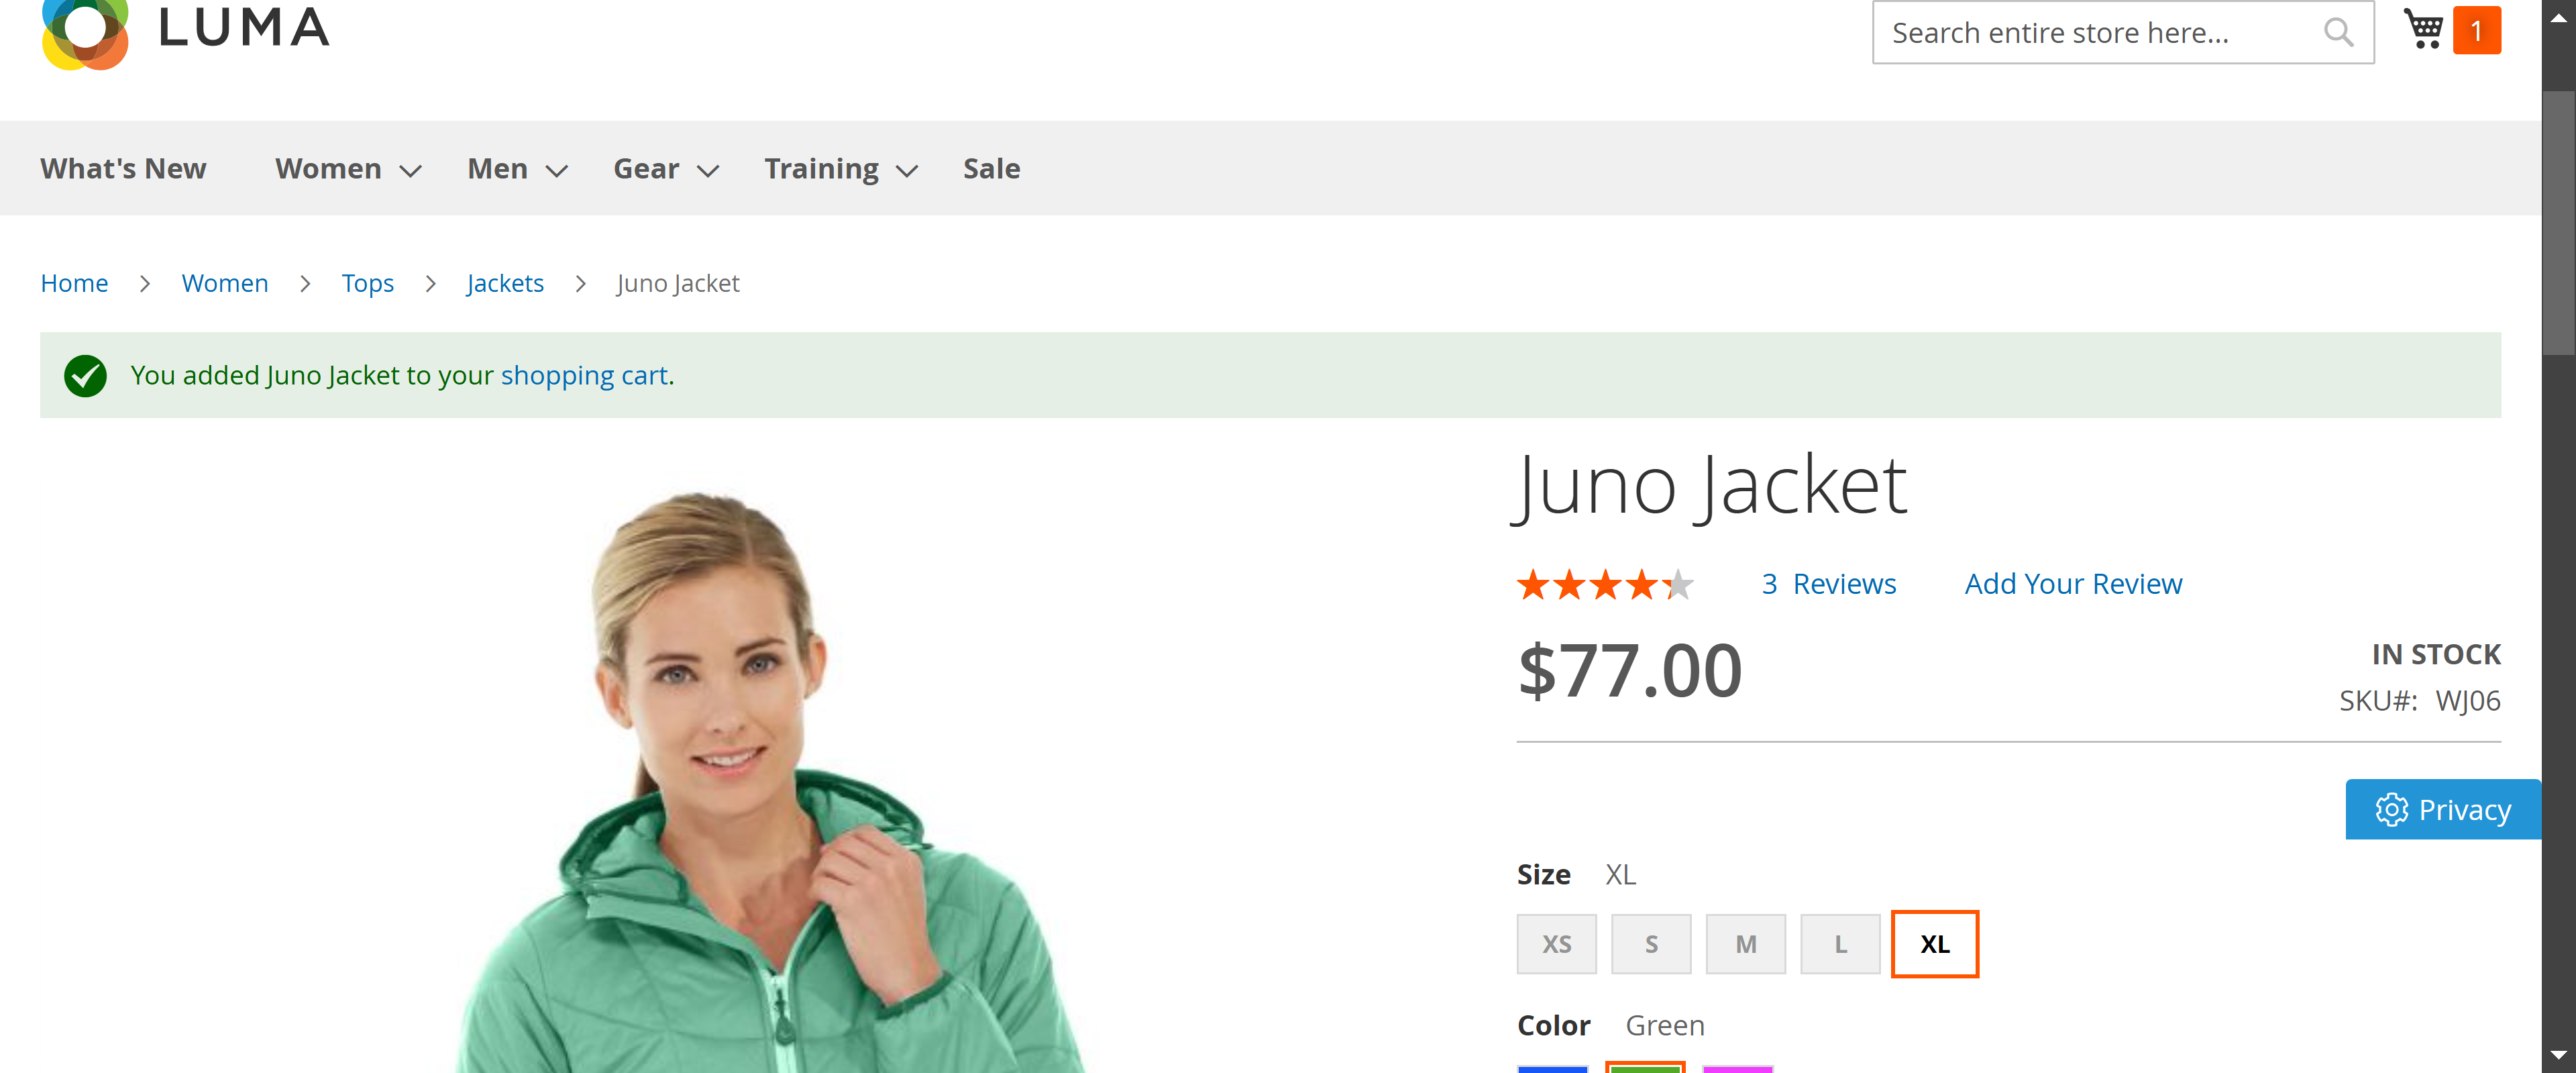 LUMA
Search entire store here...
1
What's New Women Men Gear Training Sale
Home Women Tops Jackets Juno Jacket
You added Juno Jacket to your shopping cart.
Juno Jacket
3 Reviews Add Your Review
$77.00
IN STOCK
SKU#: WJ06
Privacy
Size XL
XS S M L XL
Color Green